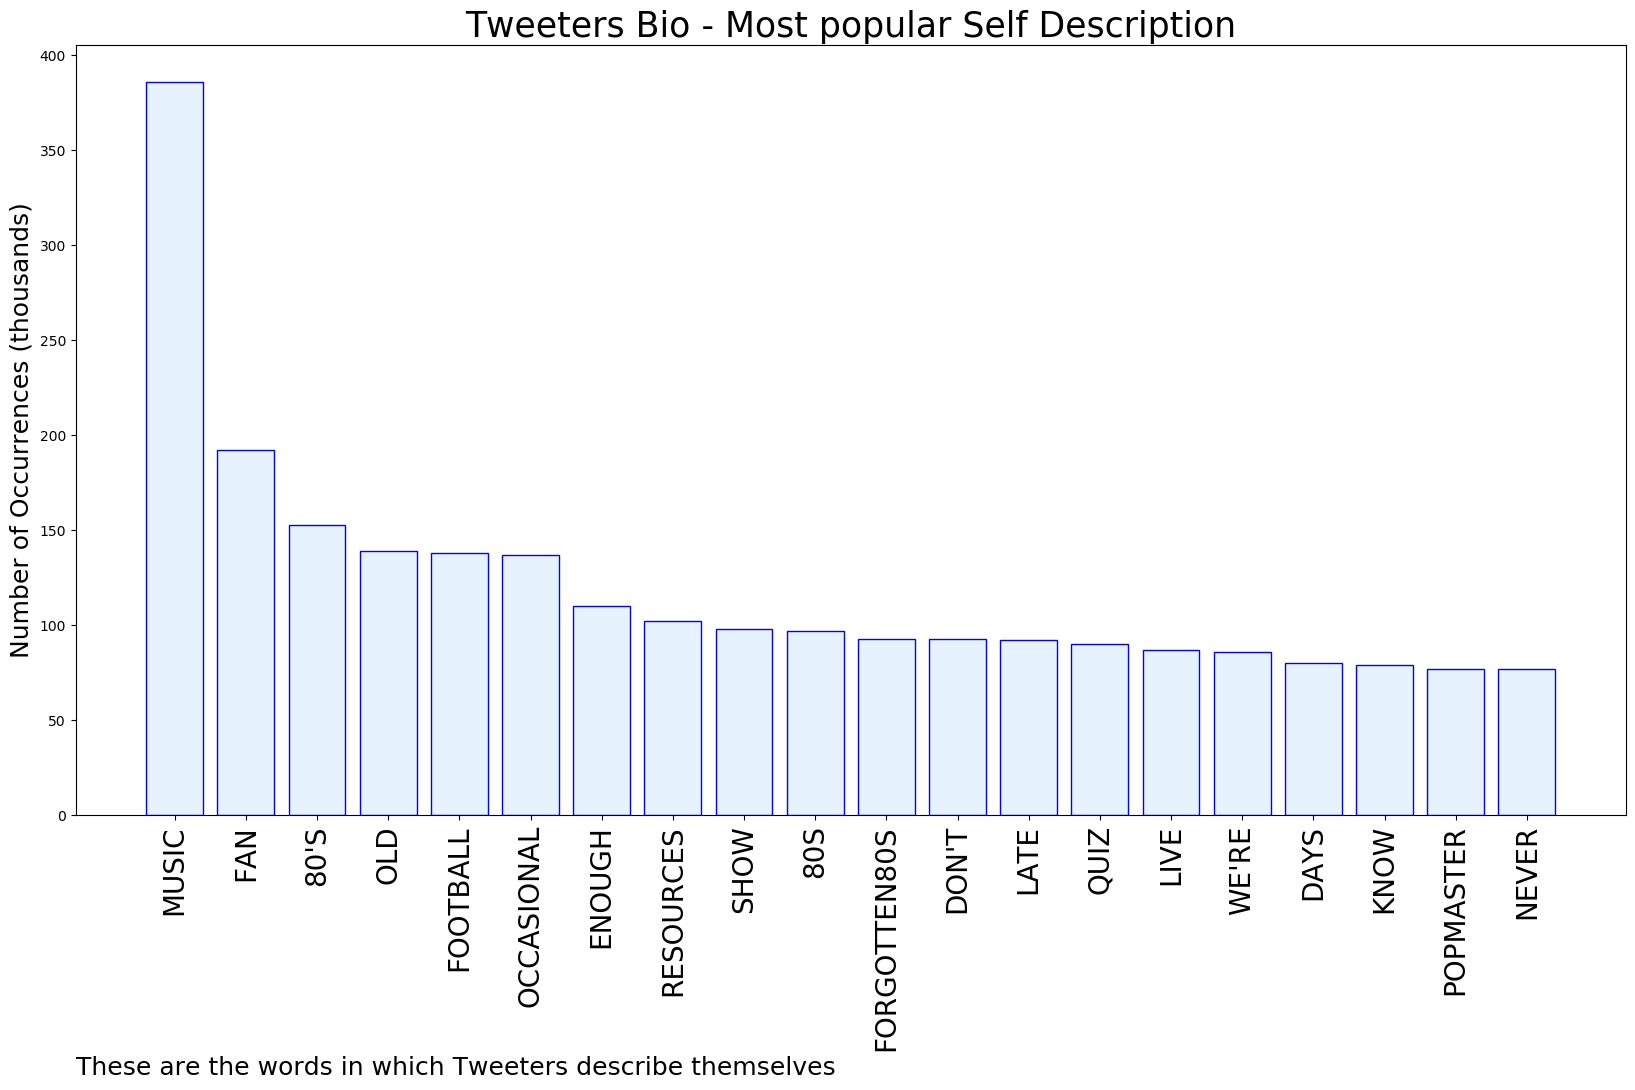 Tweeters Bio - Most popular Self Description
Number of Occurrences (thousands)
400
350
300
250
200
150
100
50
0
MUSIC
FAN
80'S
OLD
FOOTBALL
OCCASIONAL
ENOUGH
RESOURCES
SHOW
80S
FORGOTTEN80S
DON'T
LATE
QUIZ
LIVE
WE'RE
DAYS
KNOW
POPMASTER
NEVER
These are the words in which Tweeters describe themselves